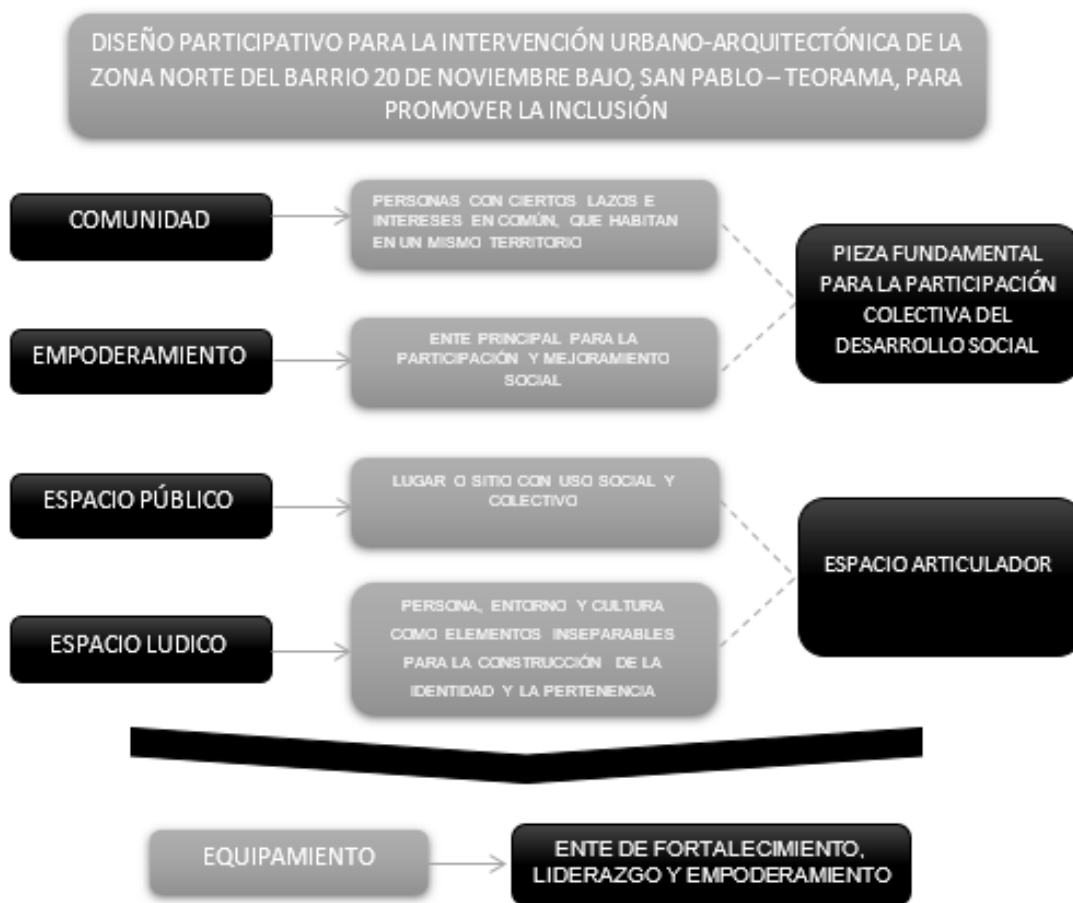 DISEÑO PARTICIPATIVO PARA LA INTERVENCIÓN URBANO-ARQUITECTÓNICA DE LA
ZONA NORTE DEL BARRIO 20 DE NOVIEMBRE BAJO, SAN PABLO – TEORAMA, PARA
PROMOVER LA INCLUSIÓN
COMUNIDAD
PERSONAS CON CIERTOS LAZOS E
INTERESES EN COMÚN, QUE HABITAN
EN UN MISMO TERRITORIO
EMPODERAMIENTO
ENTE PRINCIPAL PARA LA
PARTICIPACIÓN Y MEJORAMIENTO
SOCIAL
PIEZA FUNDAMENTAL
PARA LA PARTICIPACIÓN
COLECTIVA DEL
DESARROLLO SOCIAL
ESPACIO PÚBLICO
LUGAR O SITIO CON USO SOCIAL Y
COLECTIVO
ESPACIO LUDICO
PERSONA, ENTORNO Y CULTURA
COMO ELEMENTOS INSEPARABLES
PARA LA CONSTRUCCIÓN DE LA
IDENTIDAD Y LA PERTENENCIA
ESPACIO ARTICULADOR
EQUIPAMIENTO
ENTE DE FORTALECIMIENTO,
LIDERAZGO Y EMPODERAMIENTO